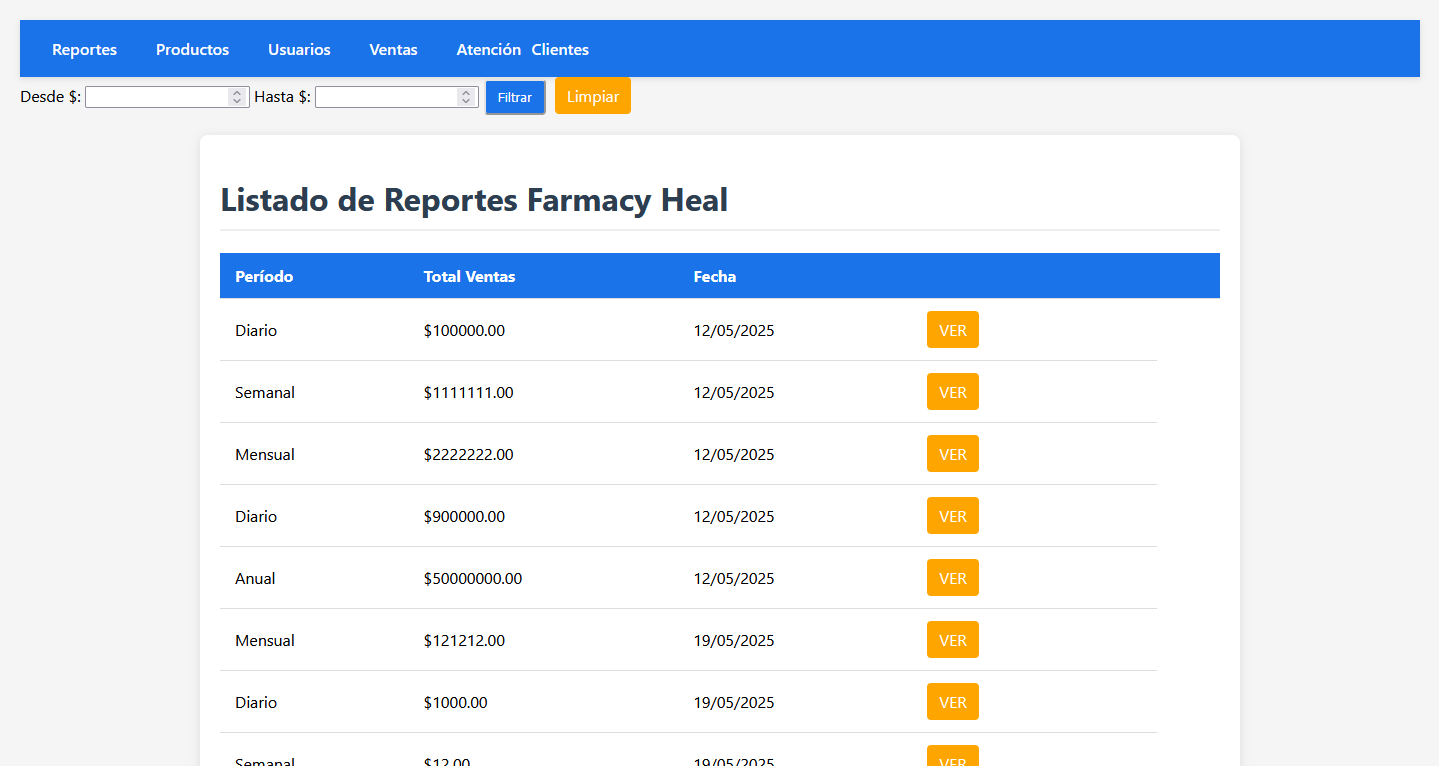 Reportes Productos Usuarios Ventas Atención Clientes
Desde $: Hasta $: Filtrar Limpiar
Listado de Reportes Farmacy Heal
Período Total Ventas Fecha
Diario $100000.00 12/05/2025 VER
Semanal $1111111.00 12/05/2025 VER
Mensual $2222222.00 12/05/2025 VER
Diario $900000.00 12/05/2025 VER
Anual $50000000.00 12/05/2025 VER
Mensual $121212.00 19/05/2025 VER
Diario $1000.00 19/05/2025 VER
Semanal $12.00 19/05/2025 VER